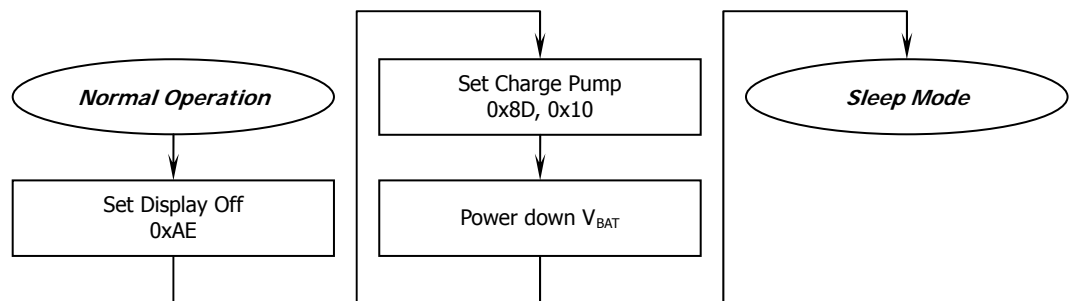 Normal Operation
Set Display Off
0xAE
Set Charge Pump
0x8D, 0x10
Power down VBAT
Sleep Mode